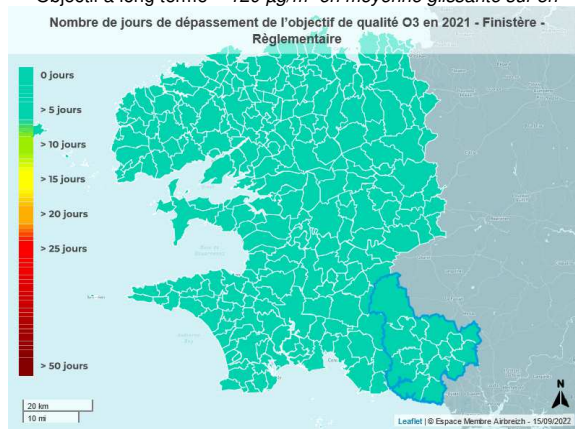 Objectif à long terme = 120 µg/m³ en moyenne glissante sur 8h
Nombre de jours de dépassement de l'objectif de qualité O3 en 2021 - Finistère -
Règlementaire
0 jours
> 5 jours
> 10 jours
> 15 jours
> 20 jours
> 25 jours
> 50 jours
20 km
10 mi
N
Leaflet | © Espace Membre Airbreizh - 15/09/2022